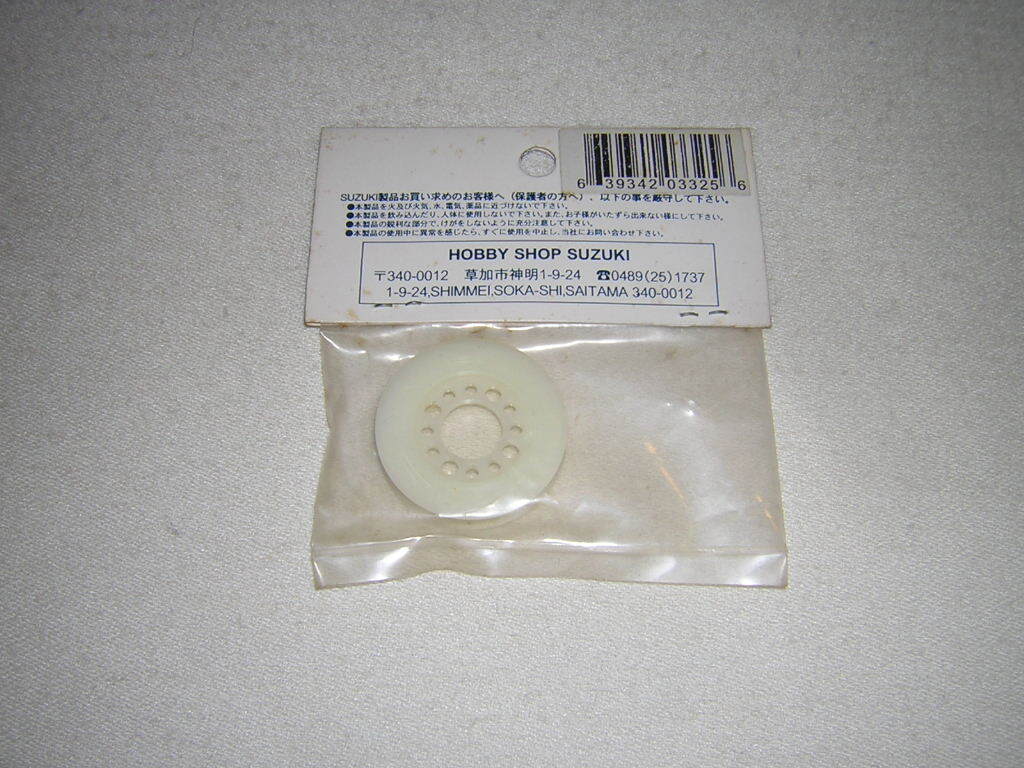 6 39342 03325 6
SUZUKI製品お買い求めのお客様へ（保護者の方へ）、以下の事を厳守して下さい。
●本製品を火及び火気、水、電気、薬品に近づけないで下さい。
●本製品を飲み込んだり、人体に使用しないで下さい。また、お子様がいたずら出来ない様にして下さい。
●本製品の鋭利な部分で、けがをしないように充分注意して下さい。
●本製品の使用中に異常を感じたら、すぐに使用を中止し、当社にお問い合わせ下さい。
HOBBY SHOP SUZUKI
〒340-0012 草加市神明1-9-24 ☎0489(25)1737
1-9-24,SHIMMEI,SOKA-SHI,SAITAMA 340-0012